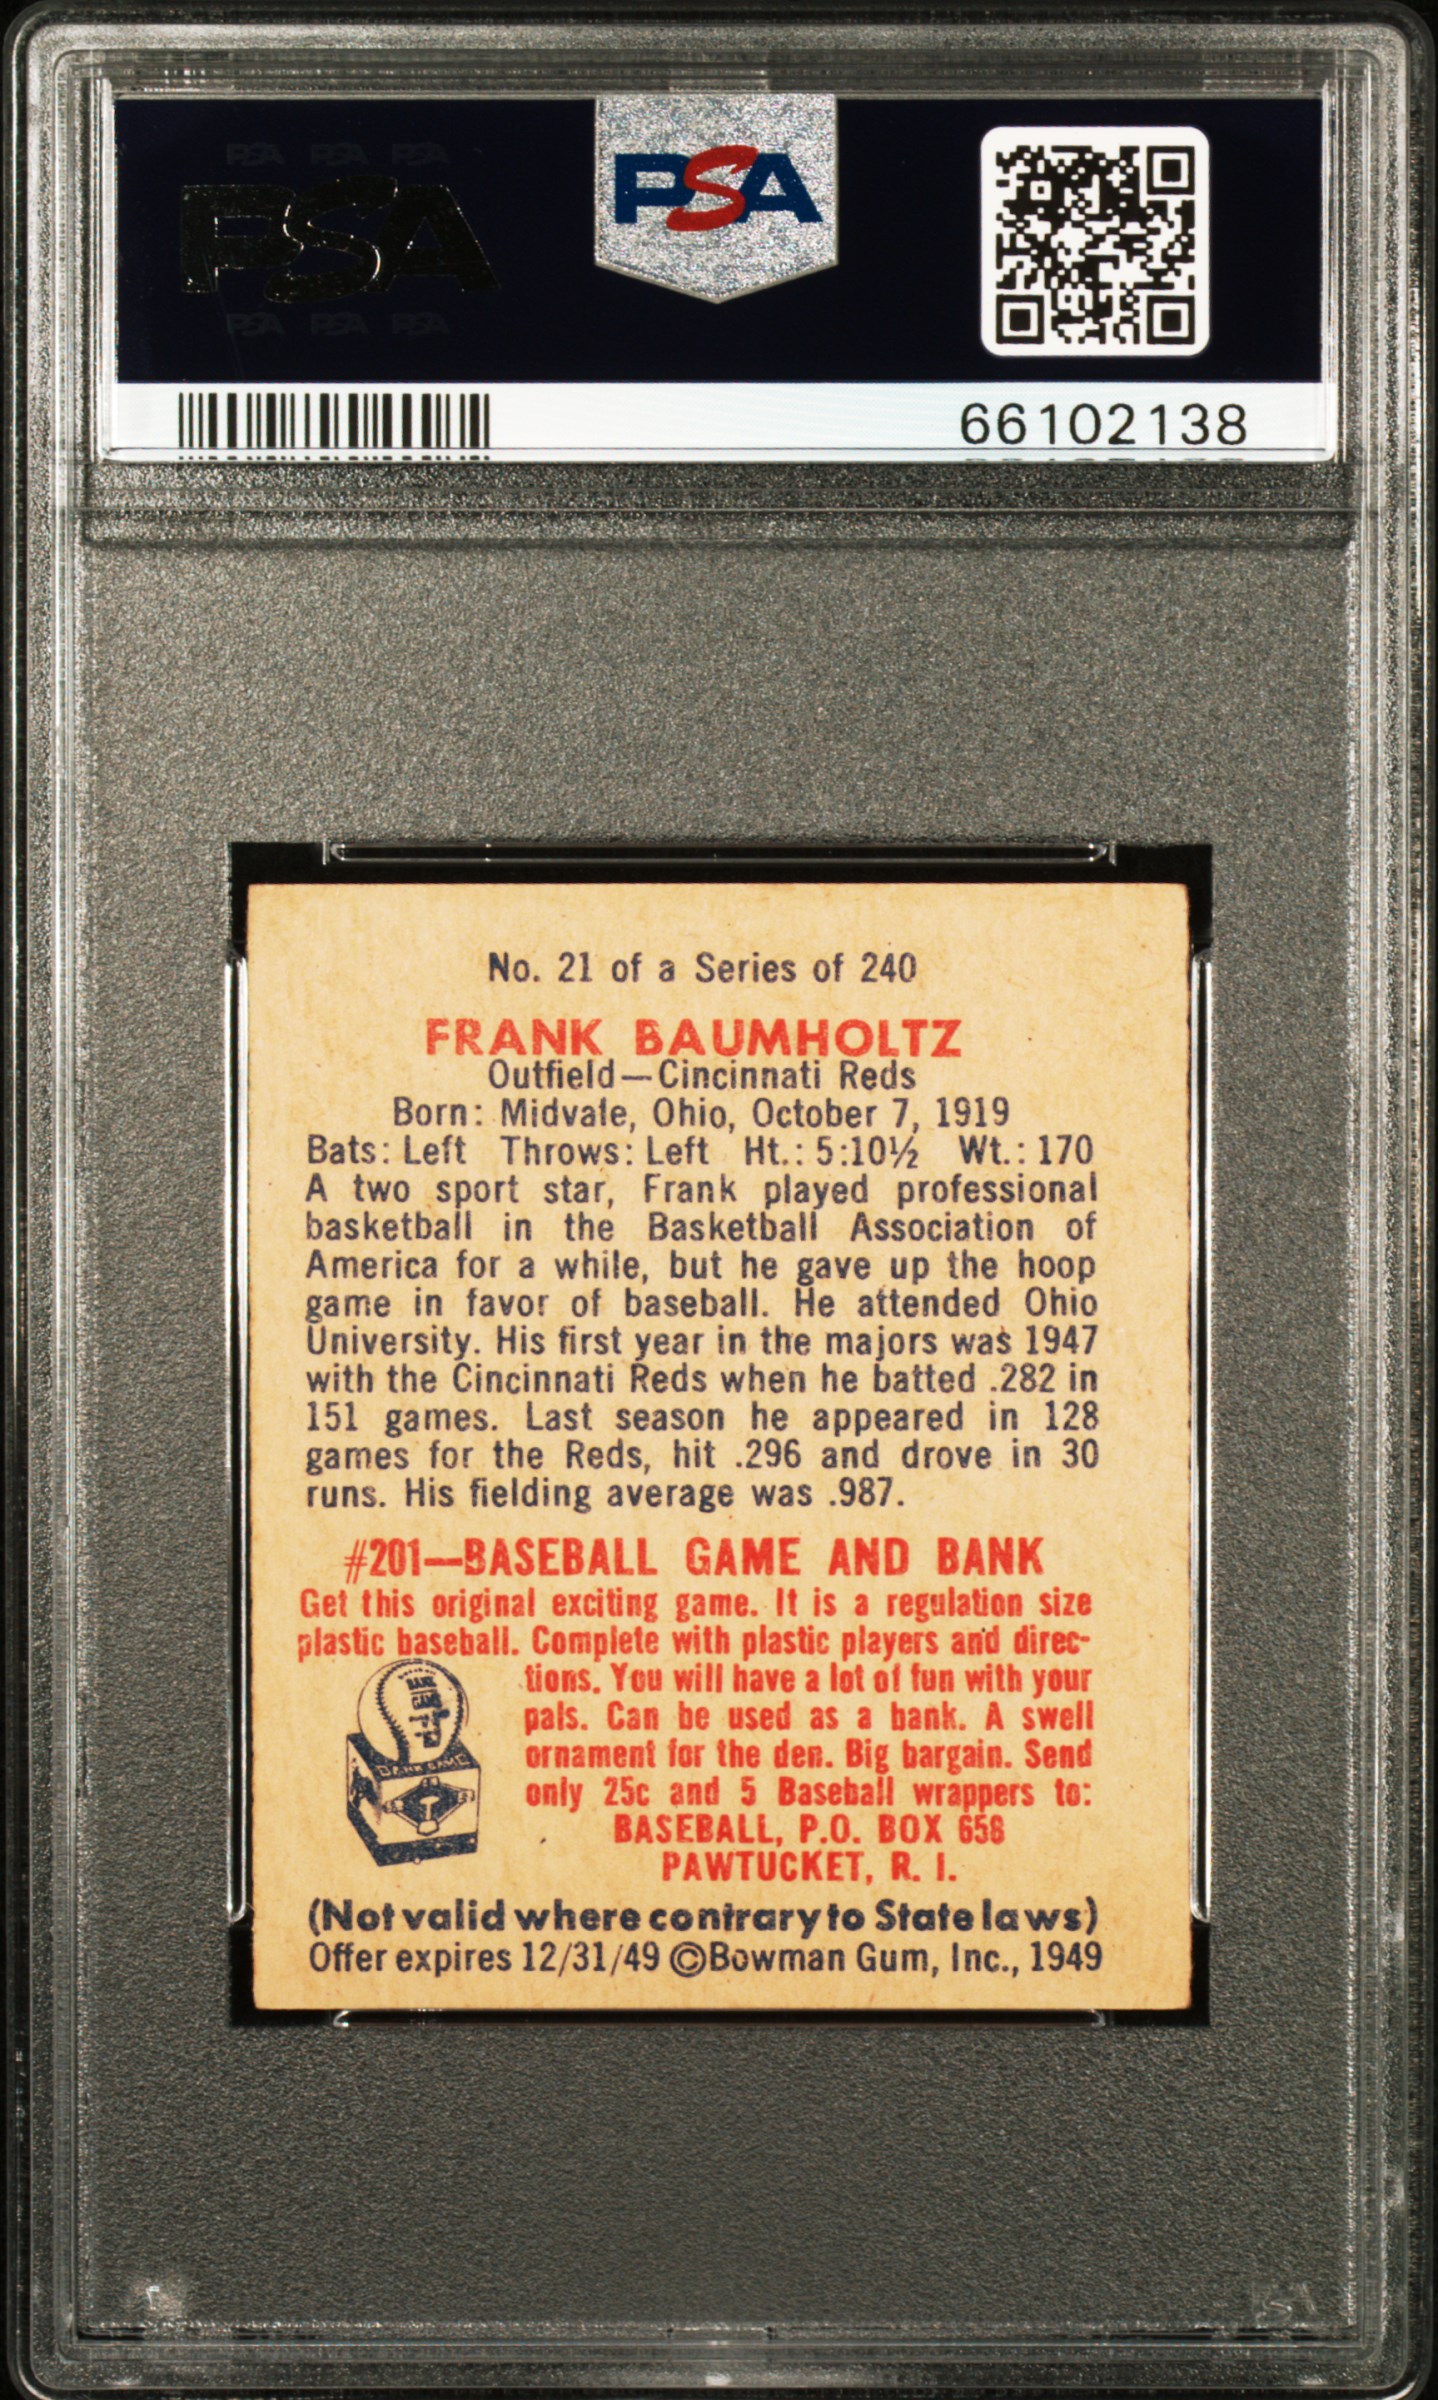 PSA PSA PSA
PSA
PSA PSA PSA
PSA
66102138
No. 21 of a Series of 240
FRANK BAUMHOLTZ
Outfield—Cincinnati Reds
Born: Midvale, Ohio, October 7, 1919
Bats: Left Throws: Left Ht.: 5:10½ Wt.: 170
A two sport star, Frank played professional
basketball in the Basketball Association of
America for a while, but he gave up the hoop
game in favor of baseball. He attended Ohio
University. His first year in the majors was 1947
with the Cincinnati Reds when he batted .282 in
151 games. Last season he appeared in 128
games for the Reds, hit .296 and drove in 30
runs. His fielding average was .987.
#201—BASEBALL GAME AND BANK
Get this original exciting game. It is a regulation size
plastic baseball. Complete with plastic players and direc-
tions. You will have a lot of fun with your
pals. Can be used as a bank. A swell
ornament for the den. Big bargain. Send
only 25c and 5 Baseball wrappers to:
BASEBALL, P.O. BOX 656
PAWTUCKET, R. I.
BANK GAME
(Not valid where contrary to State laws)
Offer expires 12/31/49 ©Bowman Gum, Inc., 1949